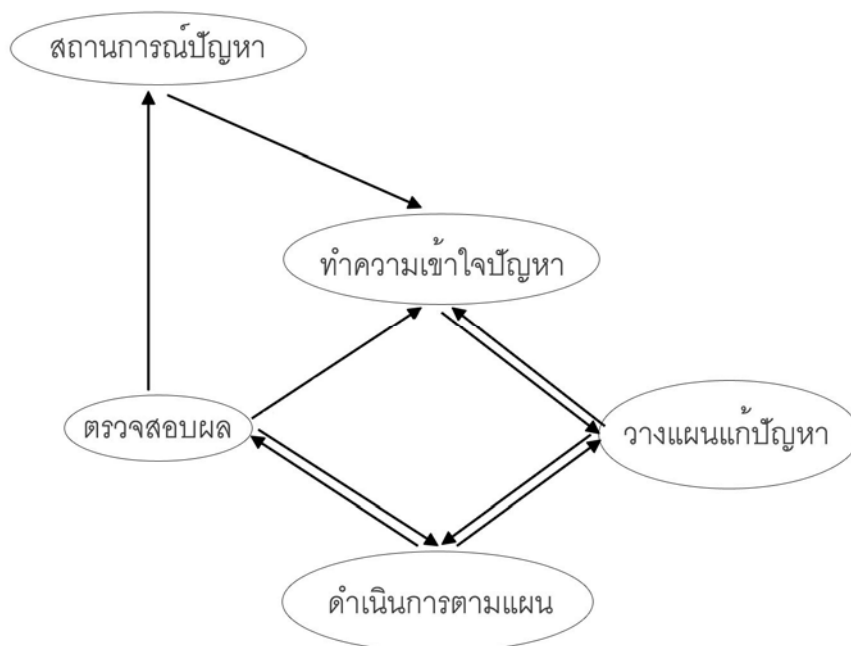 สถานการณ์ปัญหา
ทำความเข้าใจปัญหา
ตรวจสอบผล
วางแผนแก้ปัญหา
ดำเนินการตามแผน